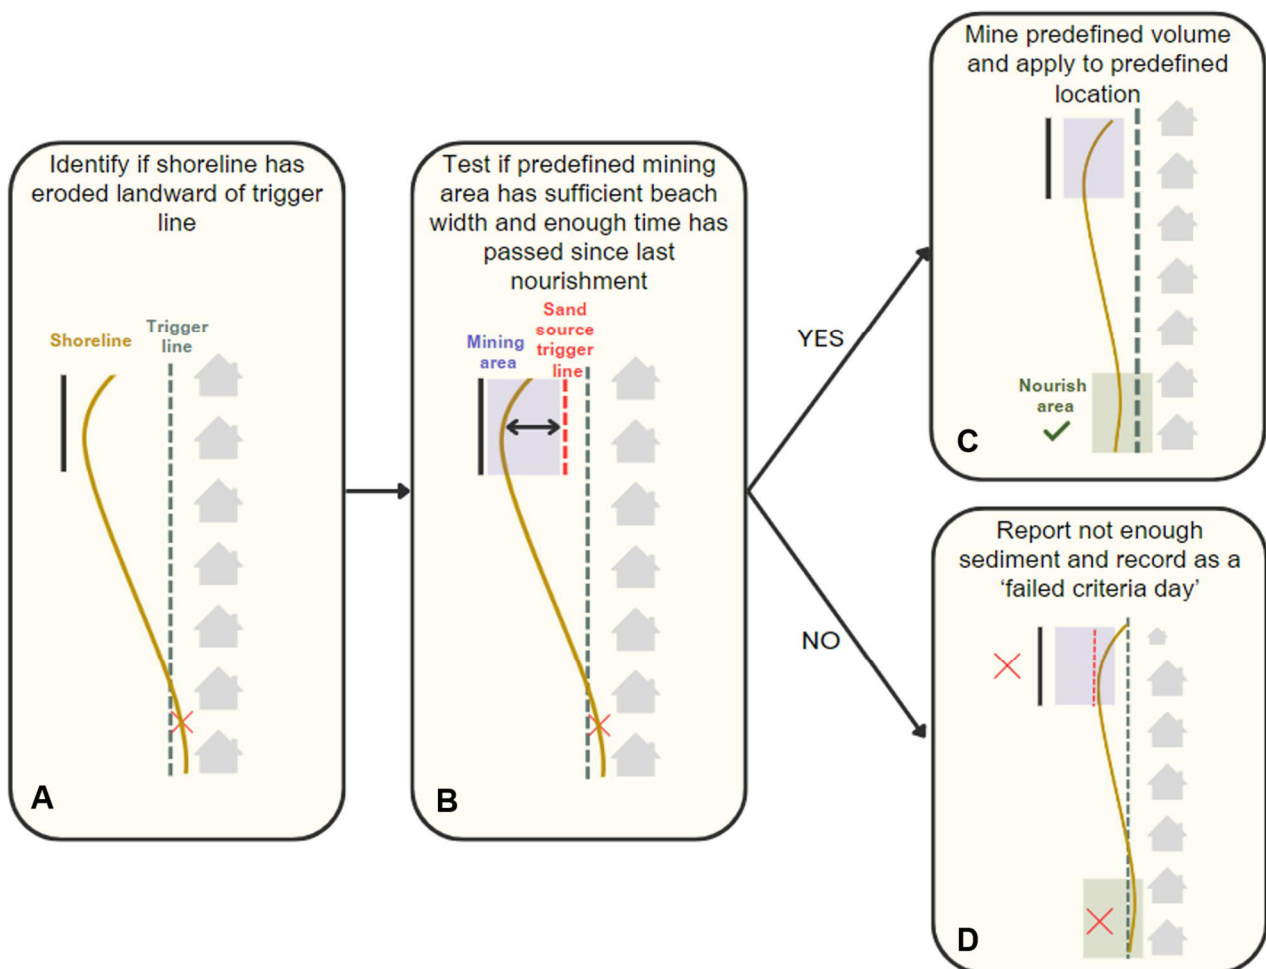 Identify if shoreline has
eroded landward of trigger
line
Shoreline
Trigger
line
A
Test if predefined mining
area has sufficient beach
width and enough time has
passed since last
nourishment
Mining
area
Sand
source
trigger
line
B
YES
NO
Mine predefined volume
and apply to predefined
location
Nourish
area
C
Report not enough
sediment and record as a
‘failed criteria day’
D